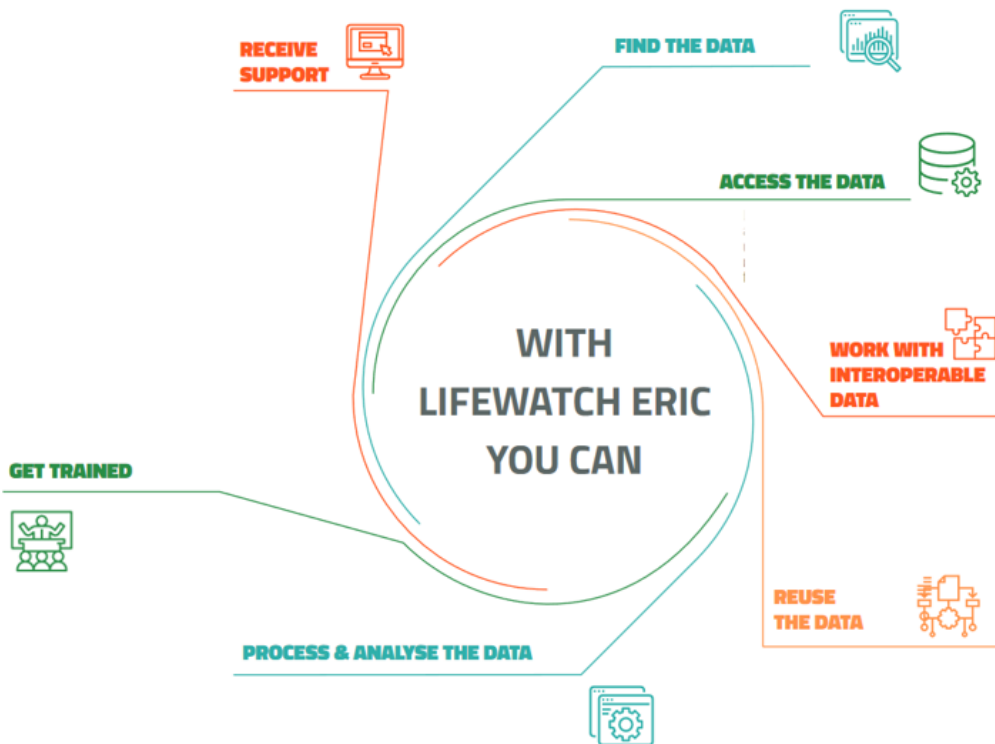 RECEIVE
SUPPORT
FIND THE DATA
ACCESS THE DATA
WORK WITH
INTEROPERABLE
DATA
WITH
LIFEWATCH ERIC
YOU CAN
GET TRAINED
REUSE
THE DATA
PROCESS & ANALYSE THE DATA